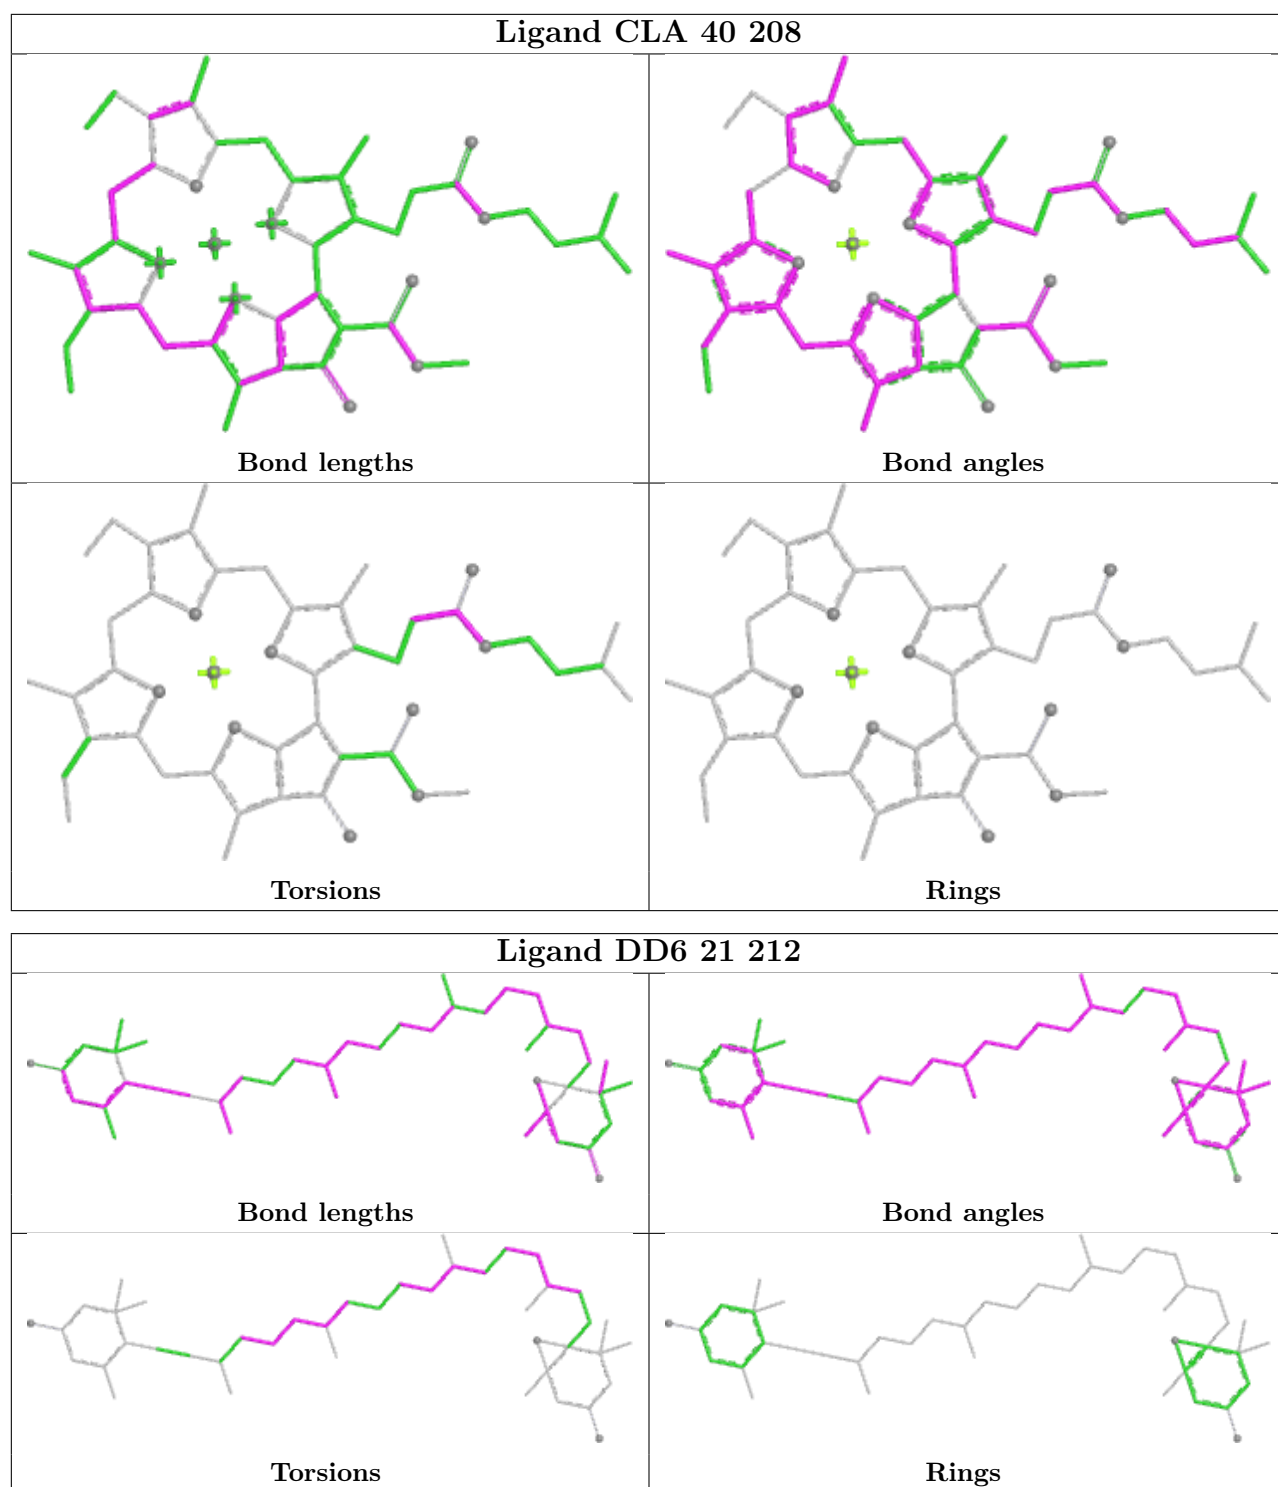 Ligand CLA 40 208
Bond lengths
Bond angles
Torsions
Rings
Ligand DD6 21 212
Bond lengths
Bond angles
Torsions
Rings